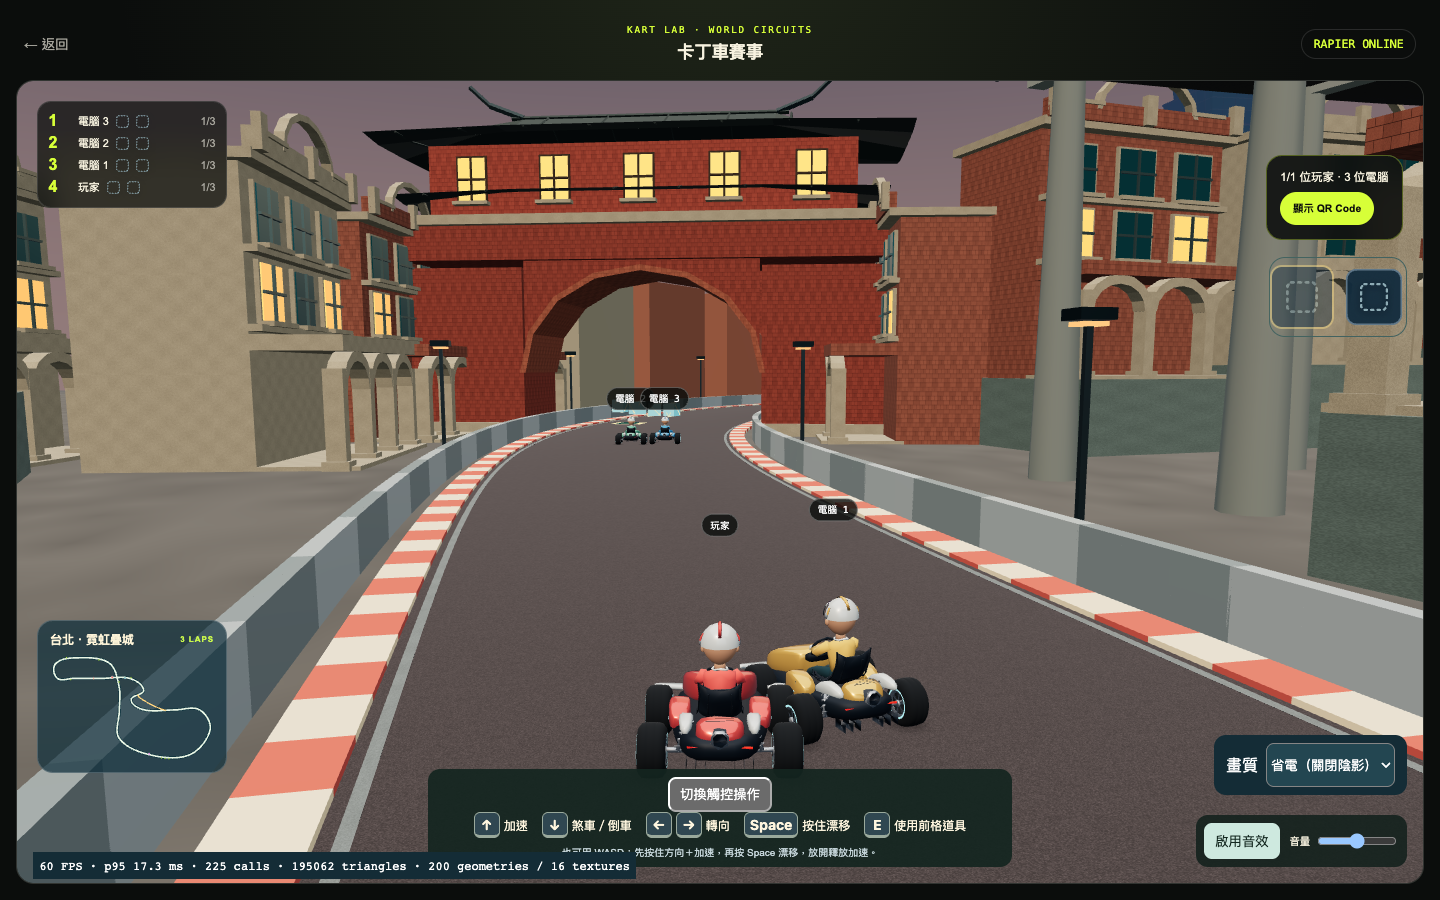 ← 返回
KART LAB · WORLD CIRCUITS
卡丁車賽事
RAPIER ONLINE
1 電腦 3 1/3
2 電腦 2 1/3
3 電腦 1 1/3
4 玩家 1/3
1/1 位玩家 · 3 位電腦
顯示 QR Code
電腦
電腦 3
玩家
電腦 1
台北 · 霓虹疊城 3 LAPS
畫質 省電（關閉陰影）
切換觸控操作
↑ 加速 ↓ 煞車 / 倒車 ← → 轉向 Space 按住漂移 E 使用前格道具
也可用 WASD；先按住方向＋加速，再按 Space 漂移，放開釋放加速。
啟用音效 音量
60 FPS · p95 17.3 ms · 225 calls · 195062 triangles · 200 geometries / 16 textures